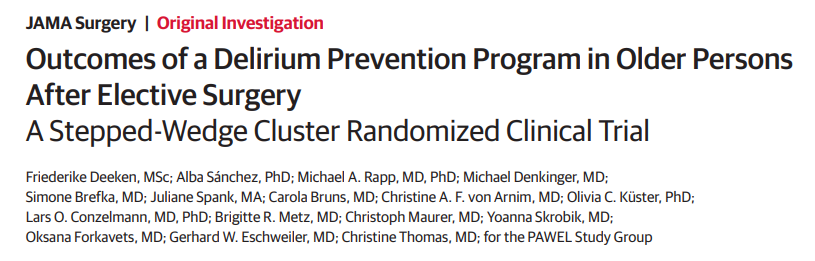 JAMA Surgery | Original Investigation
Outcomes of a Delirium Prevention Program in Older Persons
After Elective Surgery
A Stepped-Wedge Cluster Randomized Clinical Trial
Friederike Deeken, MSc; Alba Sánchez, PhD; Michael A. Rapp, MD, PhD; Michael Denkinger, MD;
Simone Brefka, MD; Juliane Spank, MA; Carola Bruns, MD; Christine A. F. von Arnim, MD; Olivia C. Küster, PhD;
Lars O. Conzelmann, MD, PhD; Brigitte R. Metz, MD; Christoph Maurer, MD; Yoanna Skrobik, MD;
Oksana Forkavets, MD; Gerhard W. Eschweiler, MD; Christine Thomas, MD; for the PAWEL Study Group